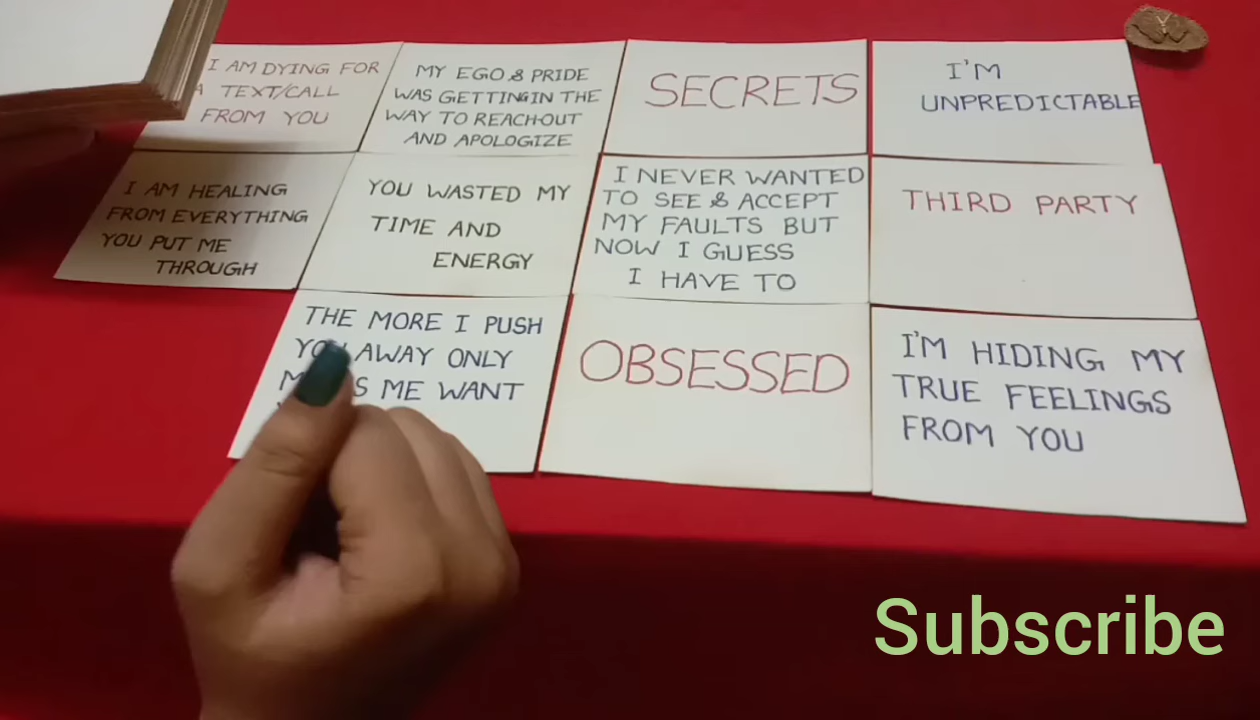 I AM DYING FOR
A TEXT/CALL
FROM YOU
MY EGO & PRIDE
WAS GETTING IN THE
WAY TO REACH-OUT
AND APOLOGIZE
SECRETS
I'M
UNPREDICTABLE
I AM HEALING
FROM EVERYTHING
YOU PUT ME
THROUGH
YOU WASTED MY
TIME AND
ENERGY
I NEVER WANTED
TO SEE & ACCEPT
MY FAULTS BUT
NOW I GUESS
I HAVE TO
THIRD PARTY
THE MORE I PUSH
YOU AWAY ONLY
ME WANT
OBSESSED
I'M HIDING MY
TRUE FEELINGS
FROM YOU
Subscribe